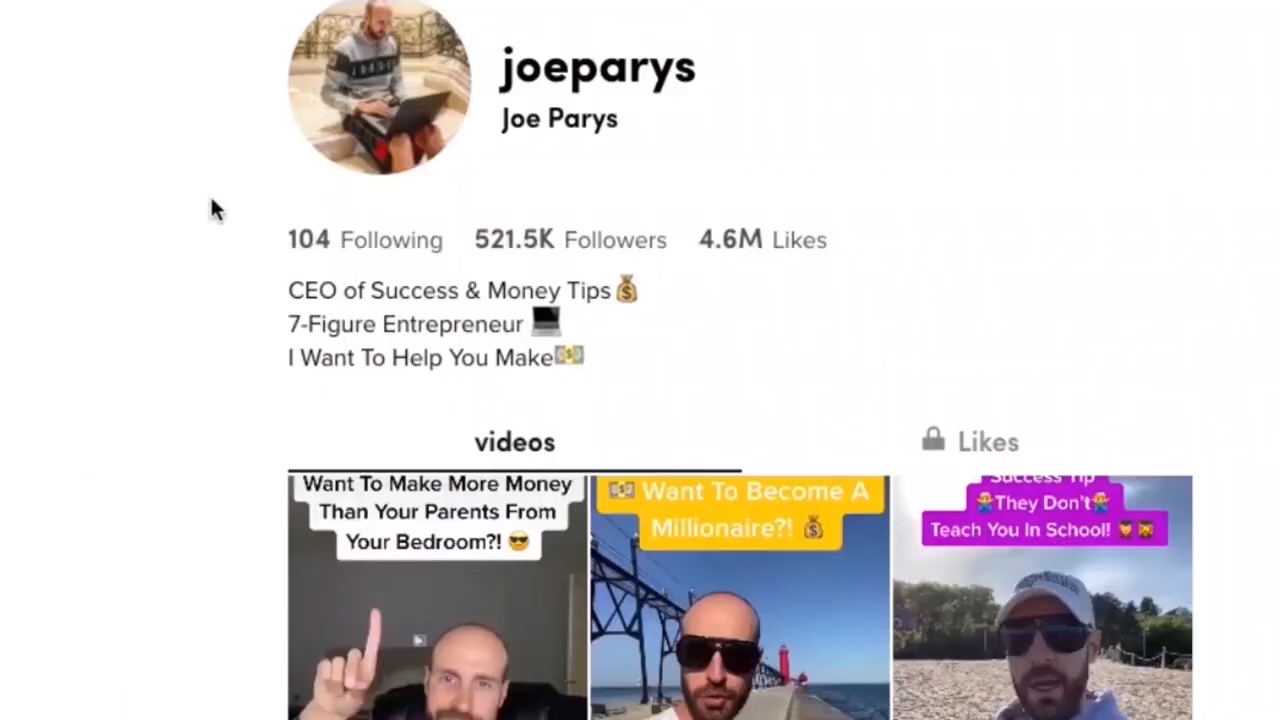 joeparys
Joe Parys
104 Following 521.5K Followers 4.6M Likes
CEO of Success & Money Tips💰
7-Figure Entrepreneur 💻
I Want To Help You Make💵
videos
Likes
Want To Make More Money
Than Your Parents From
Your Bedroom?! 😎
💵 Want To Become A
Millionaire?! 💰
Success Tip
🤷‍♂️They Don't🤷‍♂️
Teach You In School! 👨‍🎓👩‍🎓